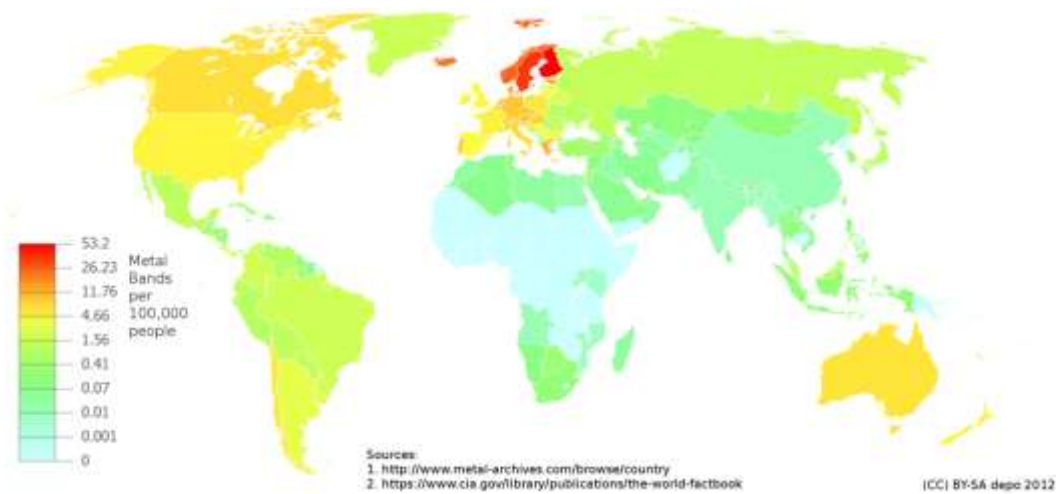 53.2
26.23
11.76
4.66
1.56
0.41
0.07
0.01
0.001
0
Metal
Bands
per
100,000
people
Sources:
1. http://www.metal-archives.com/browse/country
2. https://www.cia.gov/library/publications/the-world-factbook
(CC) BY-SA depo 2012